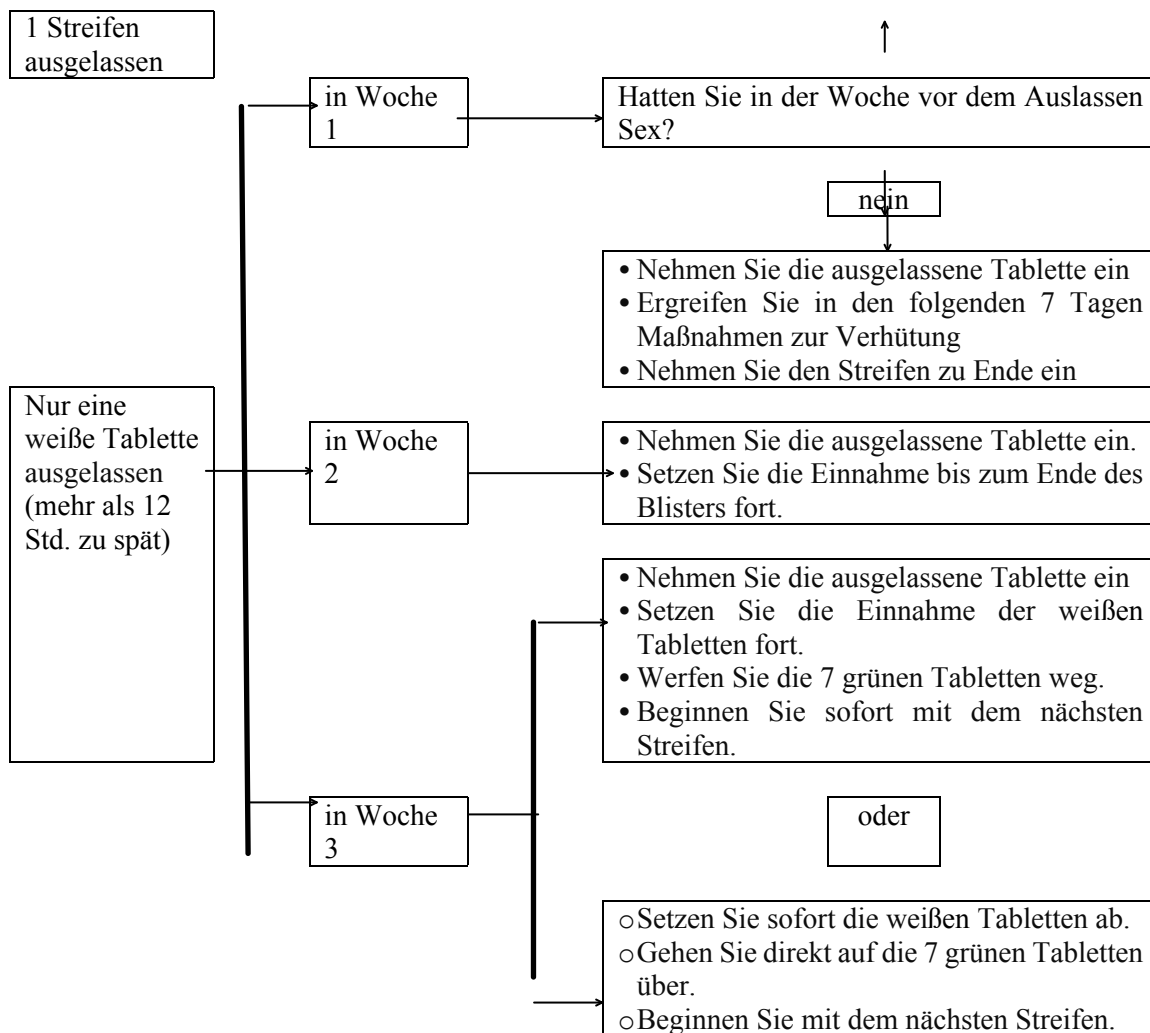 1 Streifen
ausgelassen
in Woche
1
Hatten Sie in der Woche vor dem Auslassen
Sex?
nein
• Nehmen Sie die ausgelassene Tablette ein
• Ergreifen Sie in den folgenden 7 Tagen
Maßnahmen zur Verhütung
• Nehmen Sie den Streifen zu Ende ein
Nur eine
weiße Tablette
ausgelassen
(mehr als 12
Std. zu spät)
in Woche
2
• Nehmen Sie die ausgelassene Tablette ein.
• Setzen Sie die Einnahme bis zum Ende des
Blisters fort.
• Nehmen Sie die ausgelassene Tablette ein
• Setzen Sie die Einnahme der weißen
Tabletten fort.
• Werfen Sie die 7 grünen Tabletten weg.
• Beginnen Sie sofort mit dem nächsten
Streifen.
in Woche
3
oder
o Setzen Sie sofort die weißen Tabletten ab.
o Gehen Sie direkt auf die 7 grünen Tabletten
über.
o Beginnen Sie mit dem nächsten Streifen.